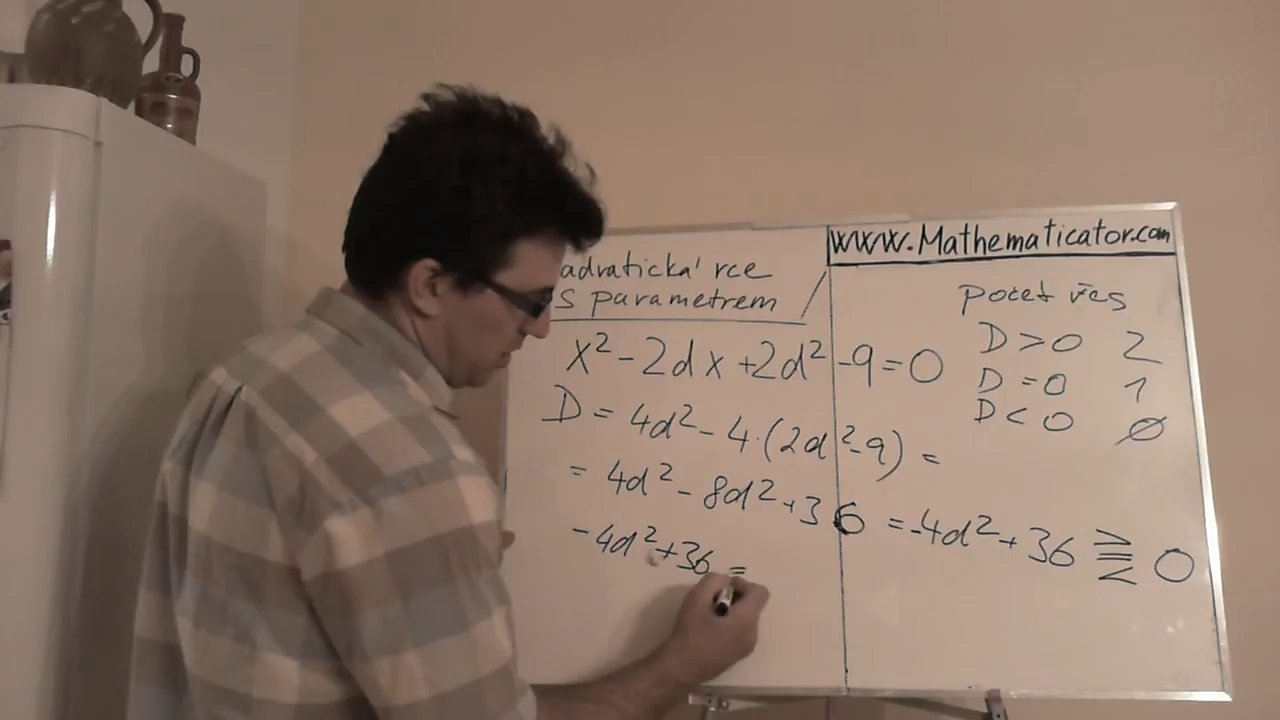 adratická rce
s parametrem
x² - 2dx + 2d² - 9 = 0
D = 4d² - 4·(2d² - 9) =
= 4d² - 8d² + 36 = -4d² + 36 ⋛ 0
-4d² + 36 =
www.Mathematicator.com
počet řeš
D > 0 2
D = 0 1
D < 0 ∅